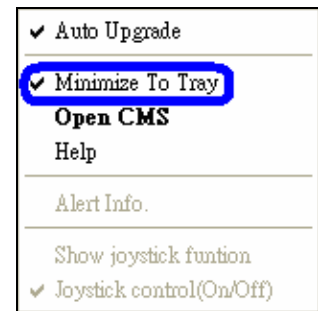 Auto Upgrade
Minimize To Tray
Open CMS
Help
Alert Info.
Show joystick funtion
Joystick control(On/Off)